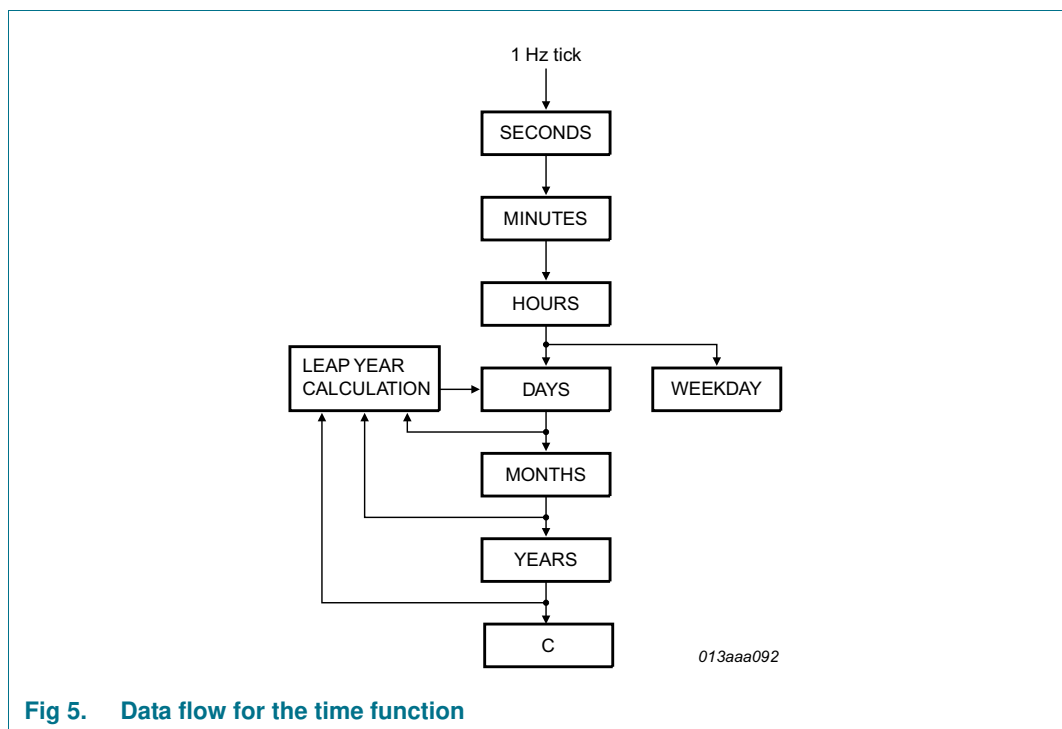 1 Hz tick
SECONDS
MINUTES
HOURS
LEAP YEAR
CALCULATION
DAYS
WEEKDAY
MONTHS
YEARS
C
013aaa092
Fig 5. Data flow for the time function